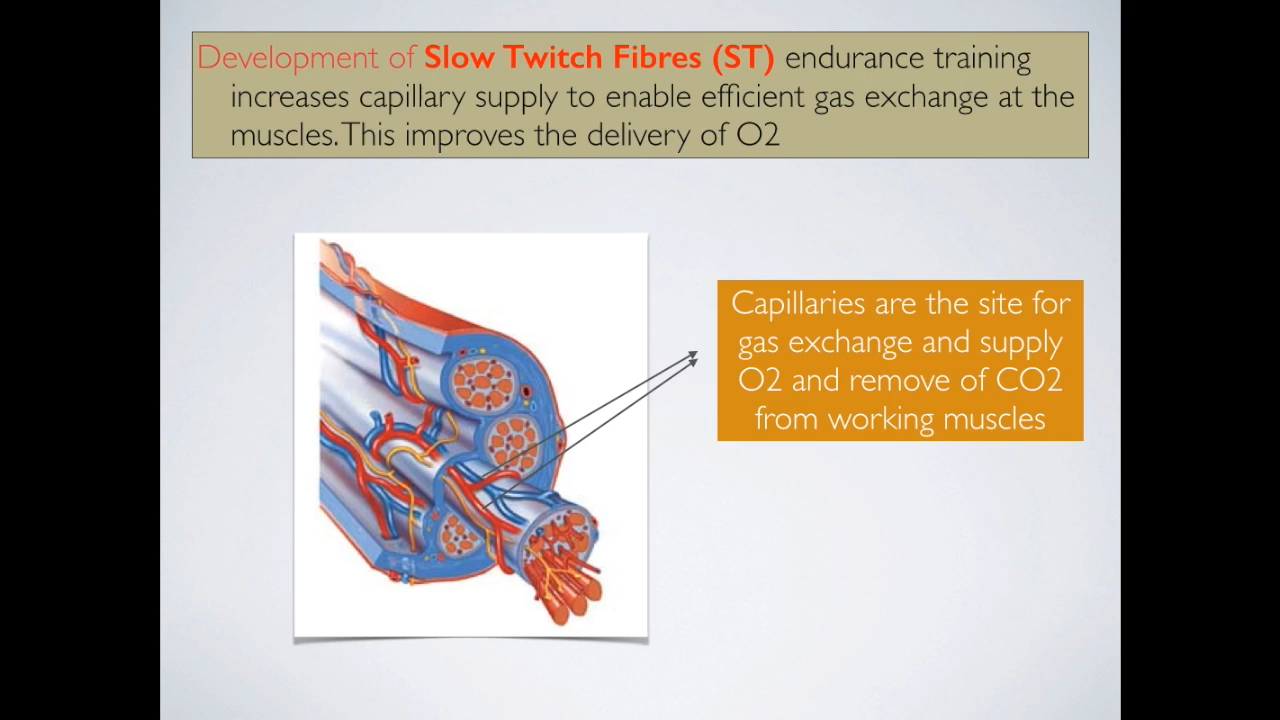 Development of Slow Twitch Fibres (ST) endurance training
increases capillary supply to enable efficient gas exchange at the
muscles. This improves the delivery of O2
Capillaries are the site for
gas exchange and supply
O2 and remove of CO2
from working muscles